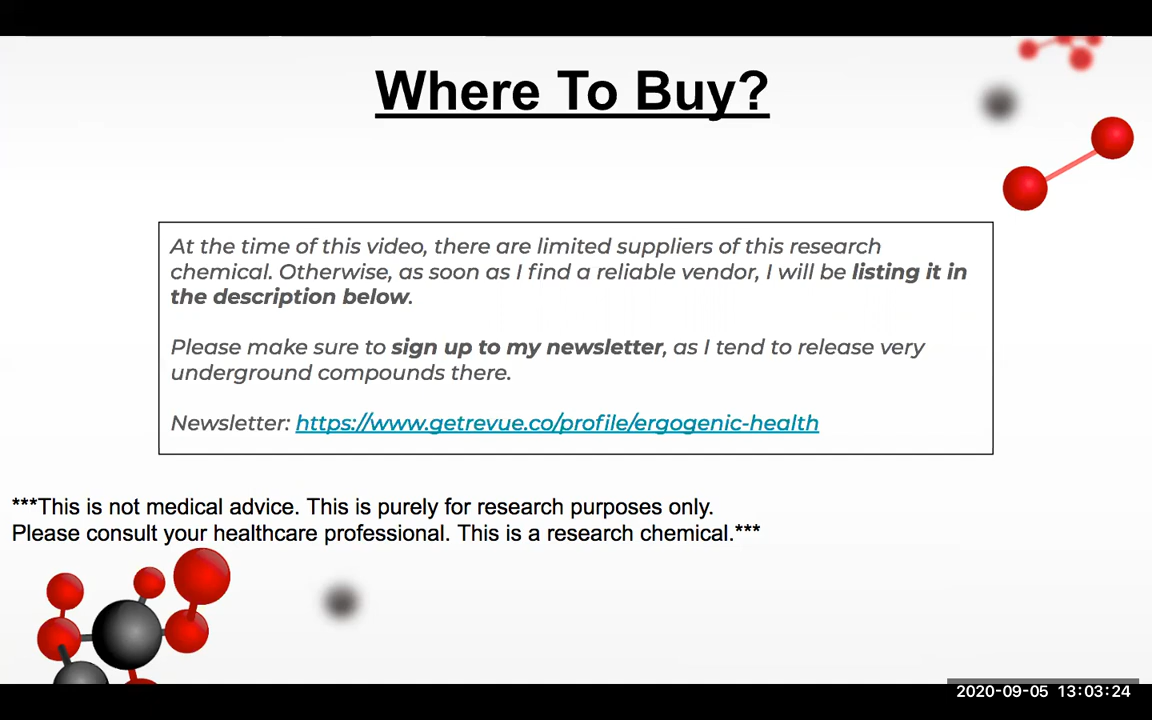 Where To Buy?
At the time of this video, there are limited suppliers of this research
chemical. Otherwise, as soon as I find a reliable vendor, I will be listing it in
the description below.
Please make sure to sign up to my newsletter, as I tend to release very
underground compounds there.
Newsletter: https://www.getrevue.co/profile/ergogenic-health
***This is not medical advice. This is purely for research purposes only.
Please consult your healthcare professional. This is a research chemical.***
2020-09-05 13:03:24